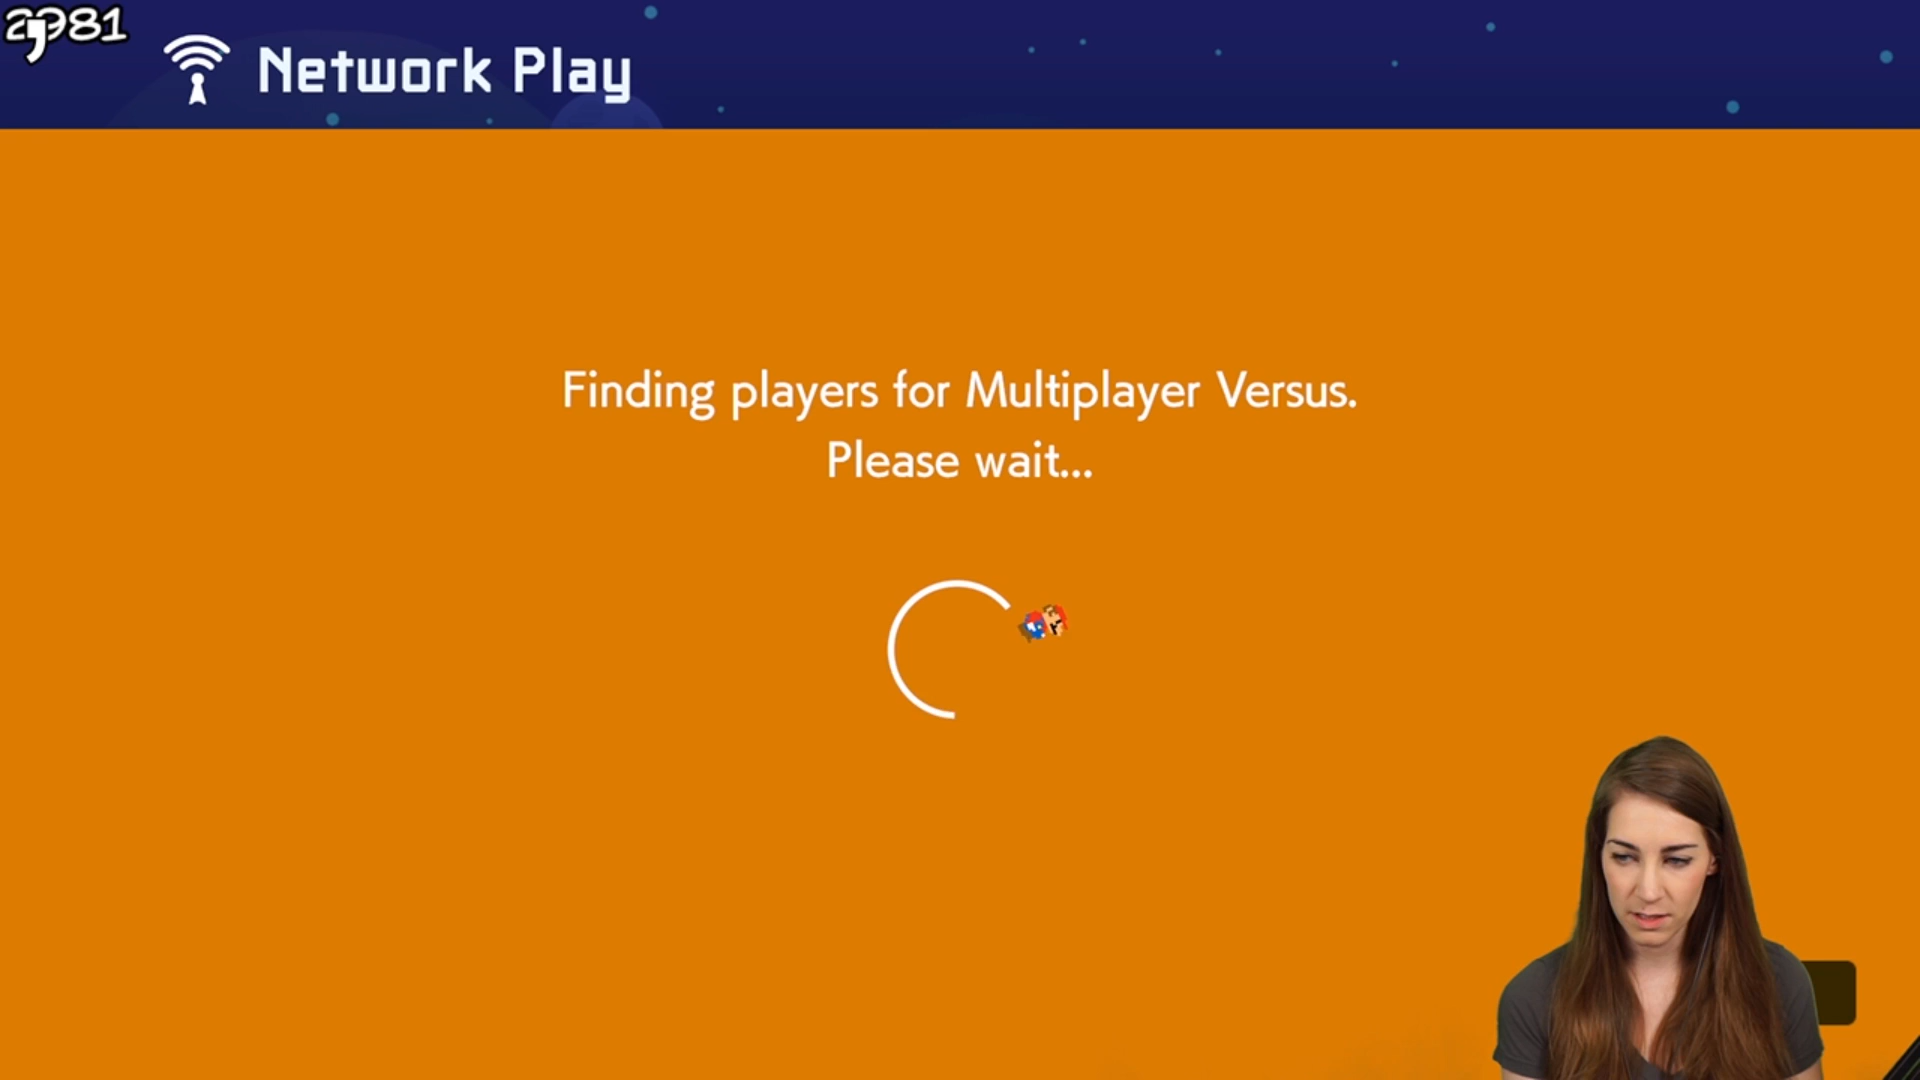 Network Play
Finding players for Multiplayer Versus.
Please wait...